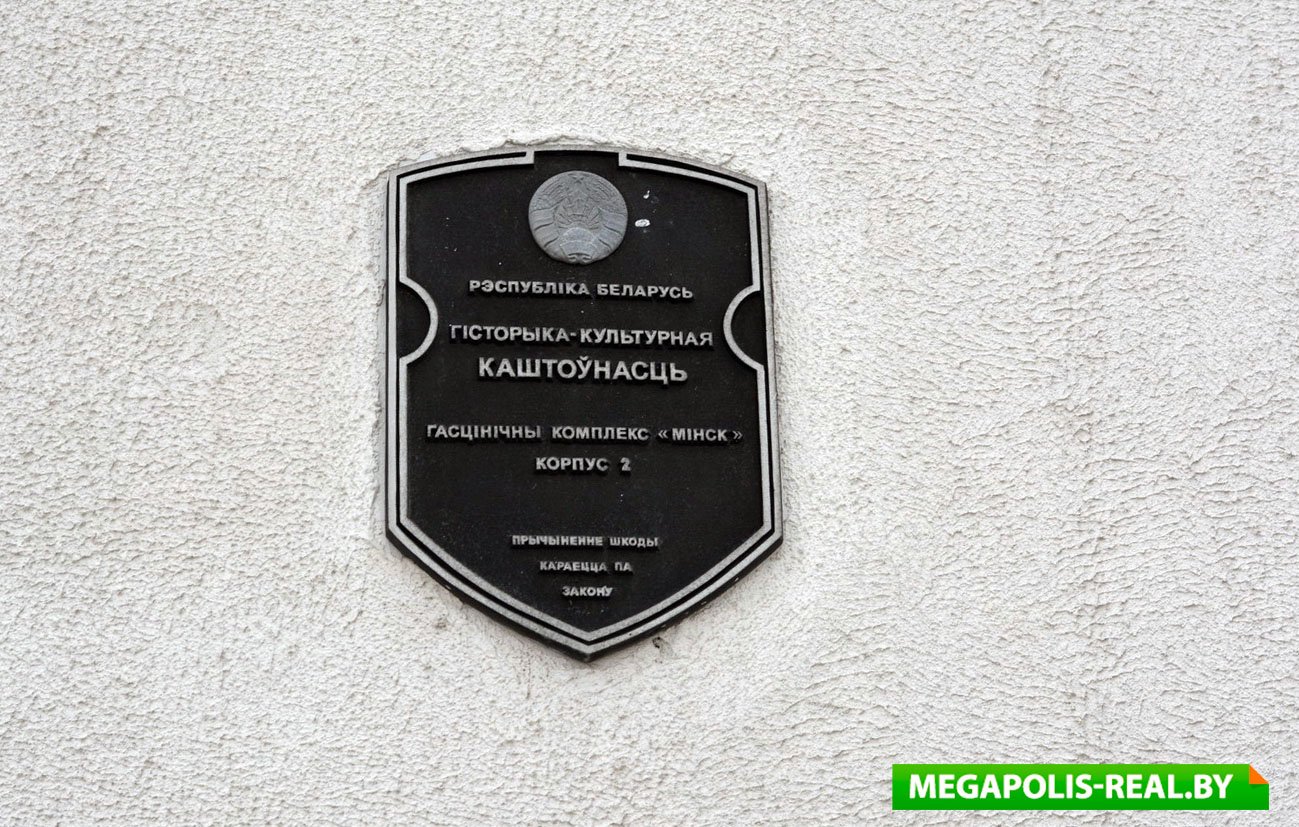 РЭСПУБЛІКА БЕЛАРУСЬ
ГІСТОРЫКА-КУЛЬТУРНАЯ
КАШТОЎНАСЦЬ
ГАСЦІНІЧНЫ КОМПЛЕКС «МІНСК»
КОРПУС 2
ПРЫЧЫНЕННЕ ШКОДЫ
КАРАЕЦЦА ПА
ЗАКОНУ
MEGAPOLIS-REAL.BY